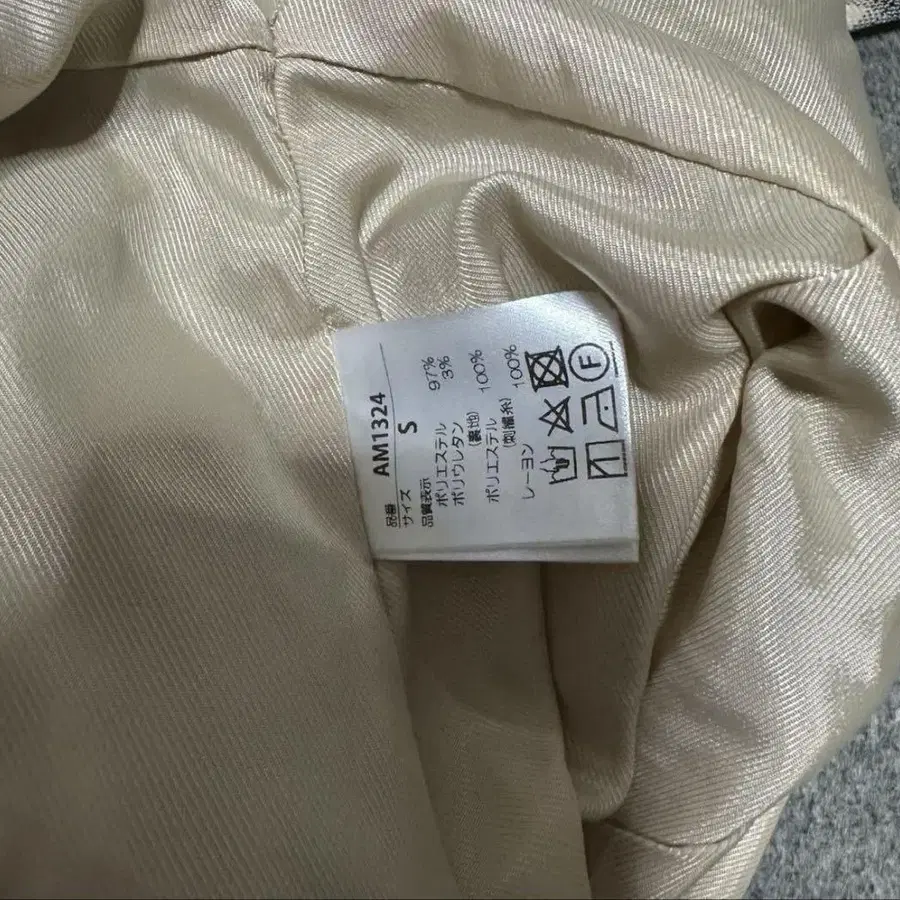 品番 AM1324
サイズ S
品質表示
ポリエステル 97%
ポリウレタン 3%
(裏地)
ポリエステル 100%
(刺繍糸)
レーヨン 100%
F